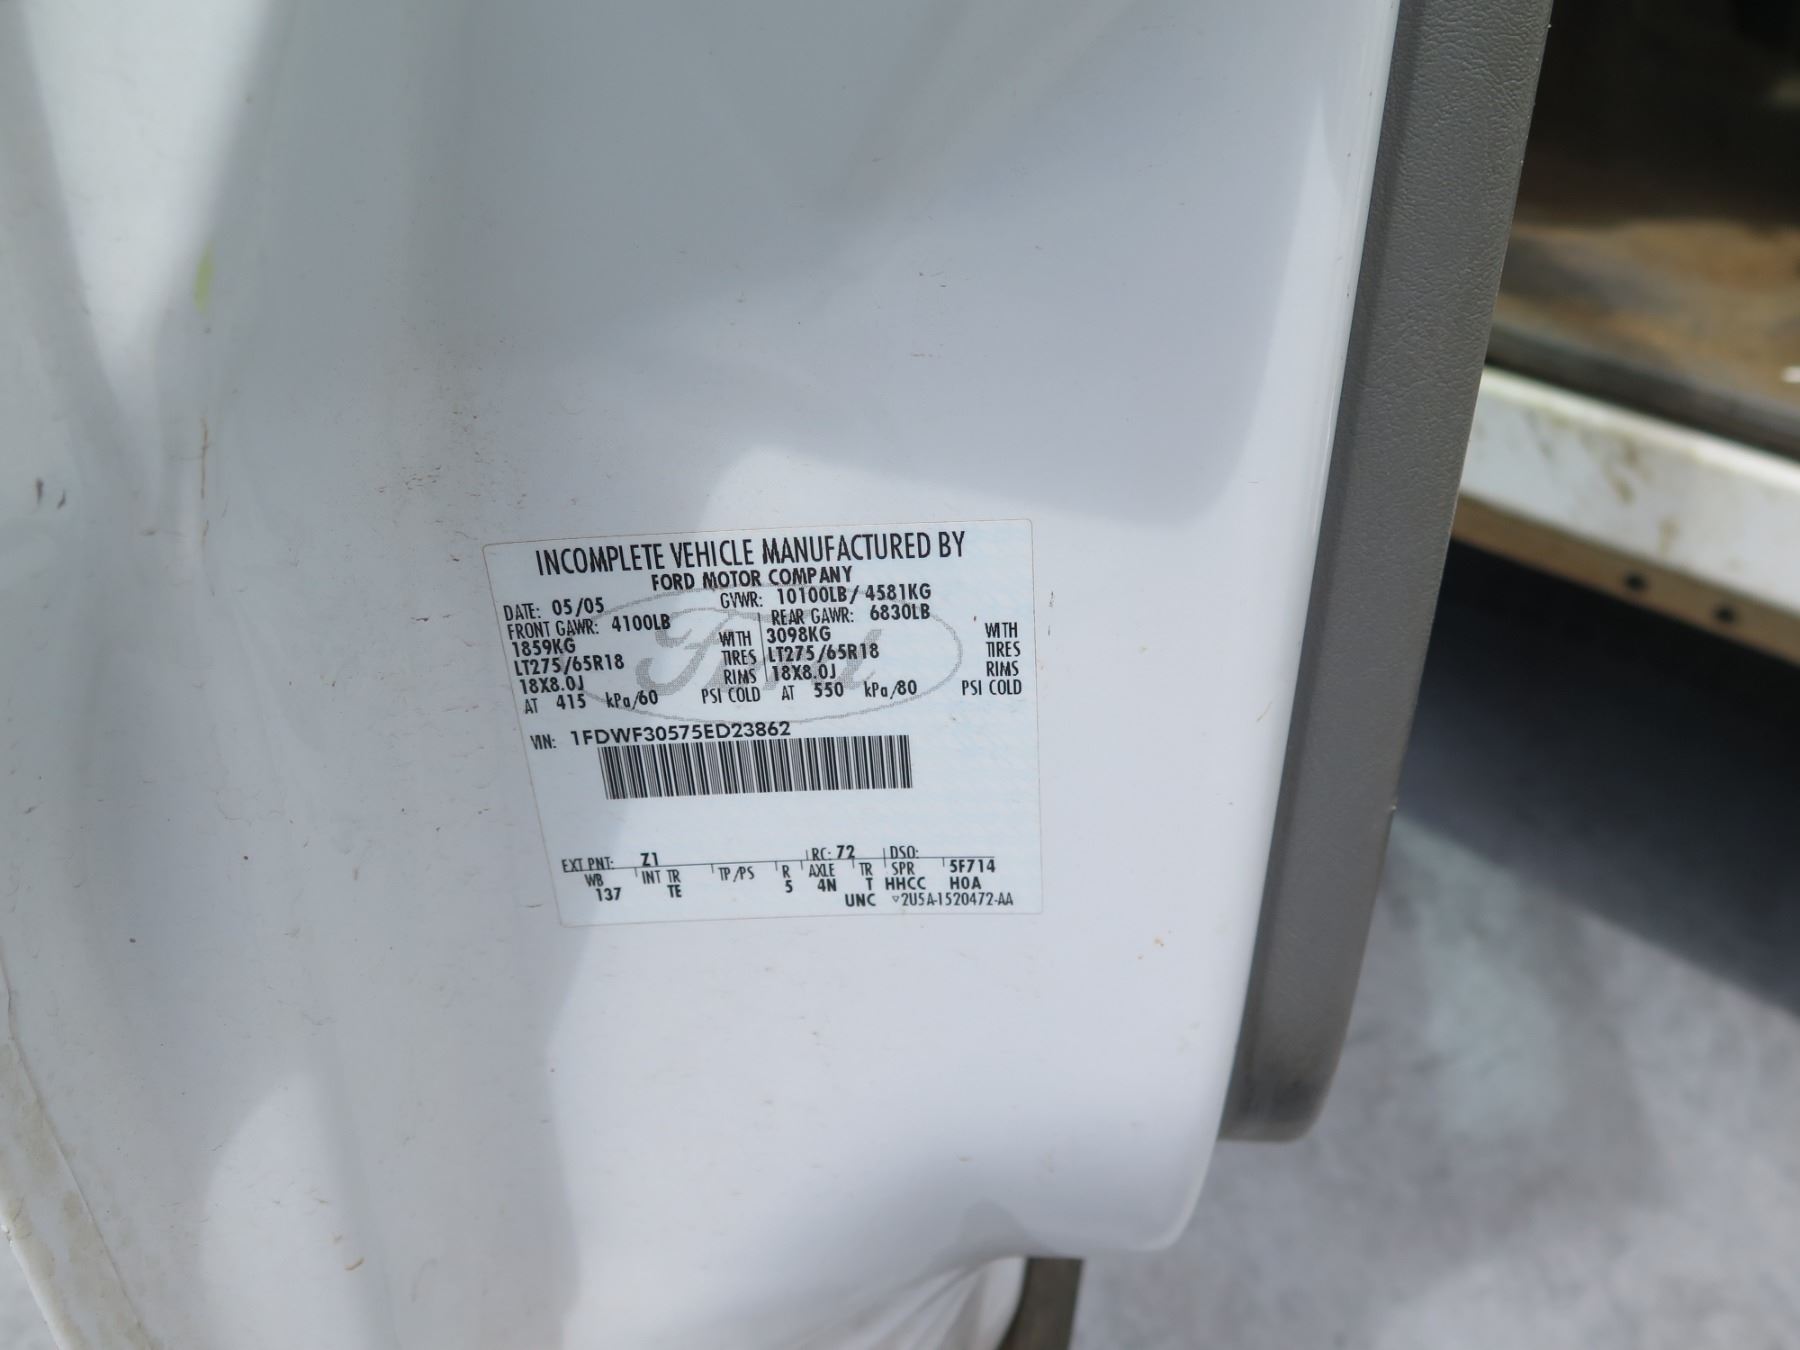 INCOMPLETE VEHICLE MANUFACTURED BY
FORD MOTOR COMPANY
DATE: 05/05 GVWR: 10100LB/ 4581KG
FRONT GAWR: 4100LB REAR GAWR: 6830LB
1859KG WITH 3098KG WITH
LT275/65R18 TIRES LT275/65R18 TIRES
18X8.0J RIMS 18X8.0J RIMS
AT 415 kPa/60 PSI COLD AT 550 kPa/80 PSI COLD
VIN: 1FDWF30575ED23862
EXT PNT: Z1 RC: 72 DSO:
WB INT TR TP/PS R AXLE TR SPR 5F714
137 TE 5 4N T HHCC H0A
UNC 2U5A-1520472-AA
Ford